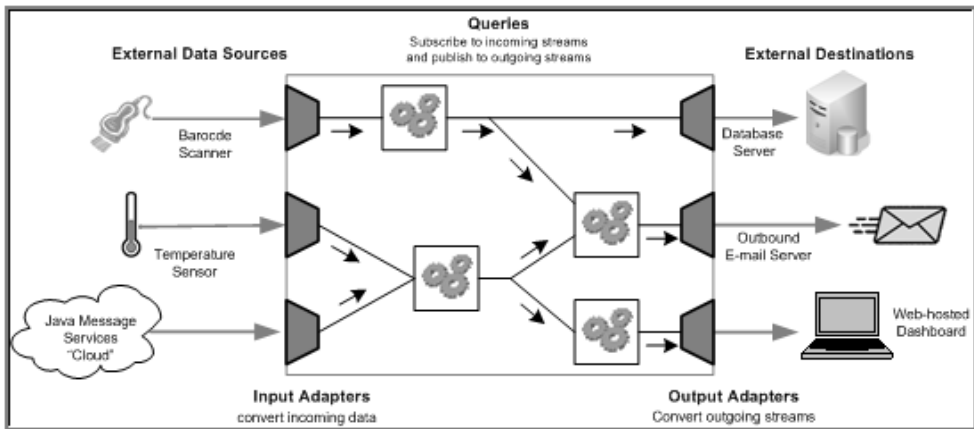 Queries
Subscribe to incoming streams
and publish to outgoing streams
External Data Sources
External Destinations
Barocde
Scanner
Database
Server
Temperature
Sensor
Outbound
E-mail Server
Java Message
Services
"Cloud"
Web-hosted
Dashboard
Input Adapters
convert incoming data
Output Adapters
Convert outgoing streams